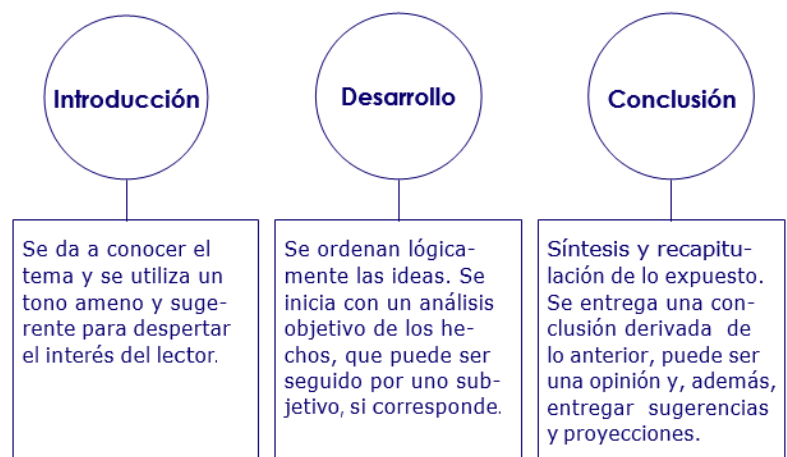 Introducción
Se da a conocer el
tema y se utiliza un
tono ameno y suge-
rente para despertar
el interés del lector.
Desarrollo
Se ordenan lógica-
mente las ideas. Se
inicia con un análisis
objetivo de los he-
chos, que puede ser
seguido por uno sub-
jetivo, si corresponde.
Conclusión
Síntesis y recapitu-
lación de lo expuesto.
Se entrega una con-
clusión derivada de
lo anterior, puede ser
una opinión y, además,
entregar sugerencias
y proyecciones.